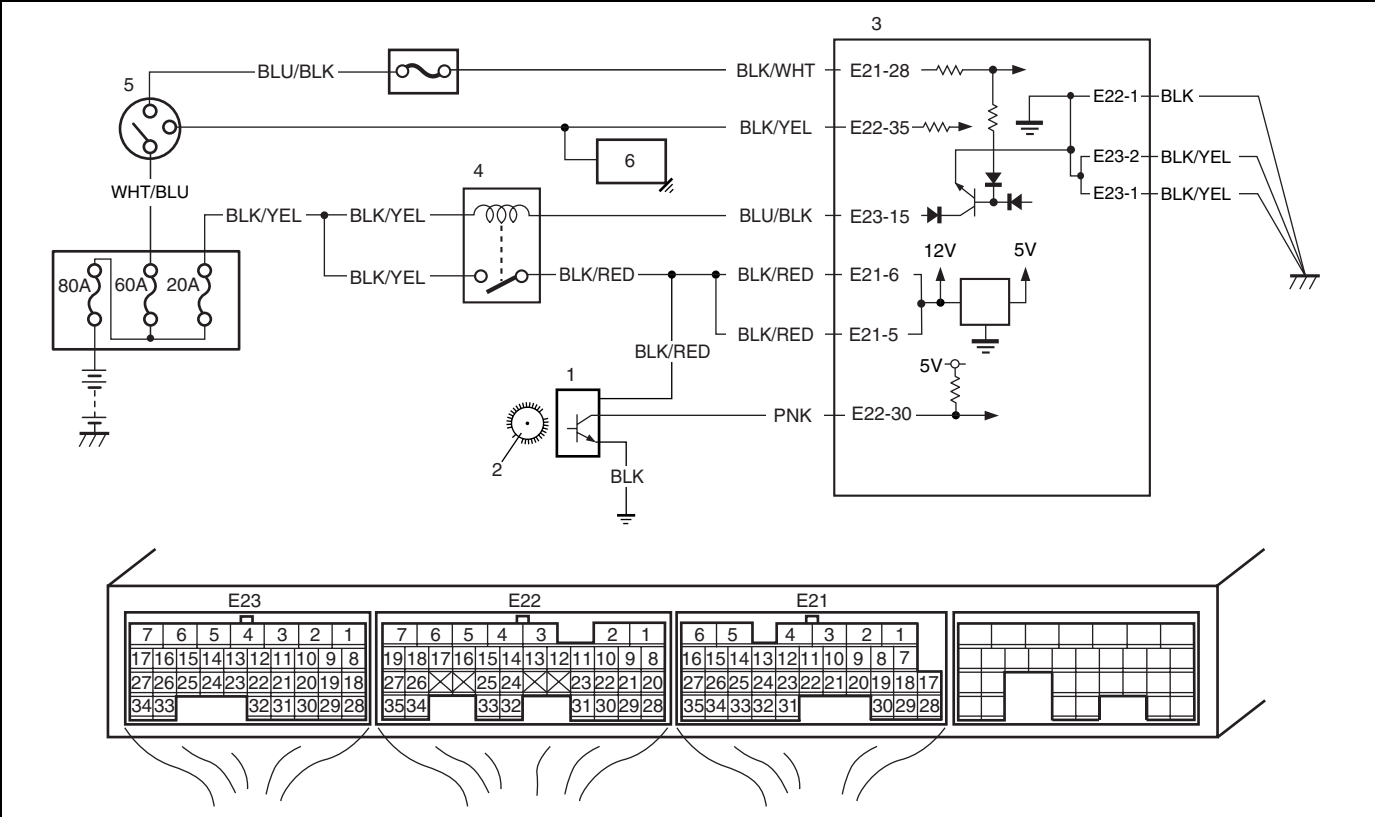 3
BLU/BLK
BLK/WHT
E21-28
5
E22-1
BLK
BLK/YEL
E22-35
6
E23-2
BLK/YEL
4
WHT/BLU
E23-1
BLK/YEL
BLK/YEL
BLK/YEL
BLU/BLK
E23-15
12V
5V
80A
60A
20A
BLK/YEL
BLK/RED
BLK/RED
E21-6
BLK/RED
E21-5
BLK/RED
5V
1
PNK
E22-30
2
BLK
E23
E22
E21
7 6 5 4 3 2 1
7 6 5 4 3 2 1
6 5 4 3 2 1
17 16 15 14 13 12 11 10 9 8
19 18 17 16 15 14 13 12 11 10 9 8
16 15 14 13 12 11 10 9 8 7
27 26 25 24 23 22 21 20 19 18
27 26 25 24 23 22 21 20
27 26 25 24 23 22 21 20 19 18 17
34 33 32 31 30 29 28
35 34 33 32 31 30 29 28
35 34 33 32 31 30 29 28